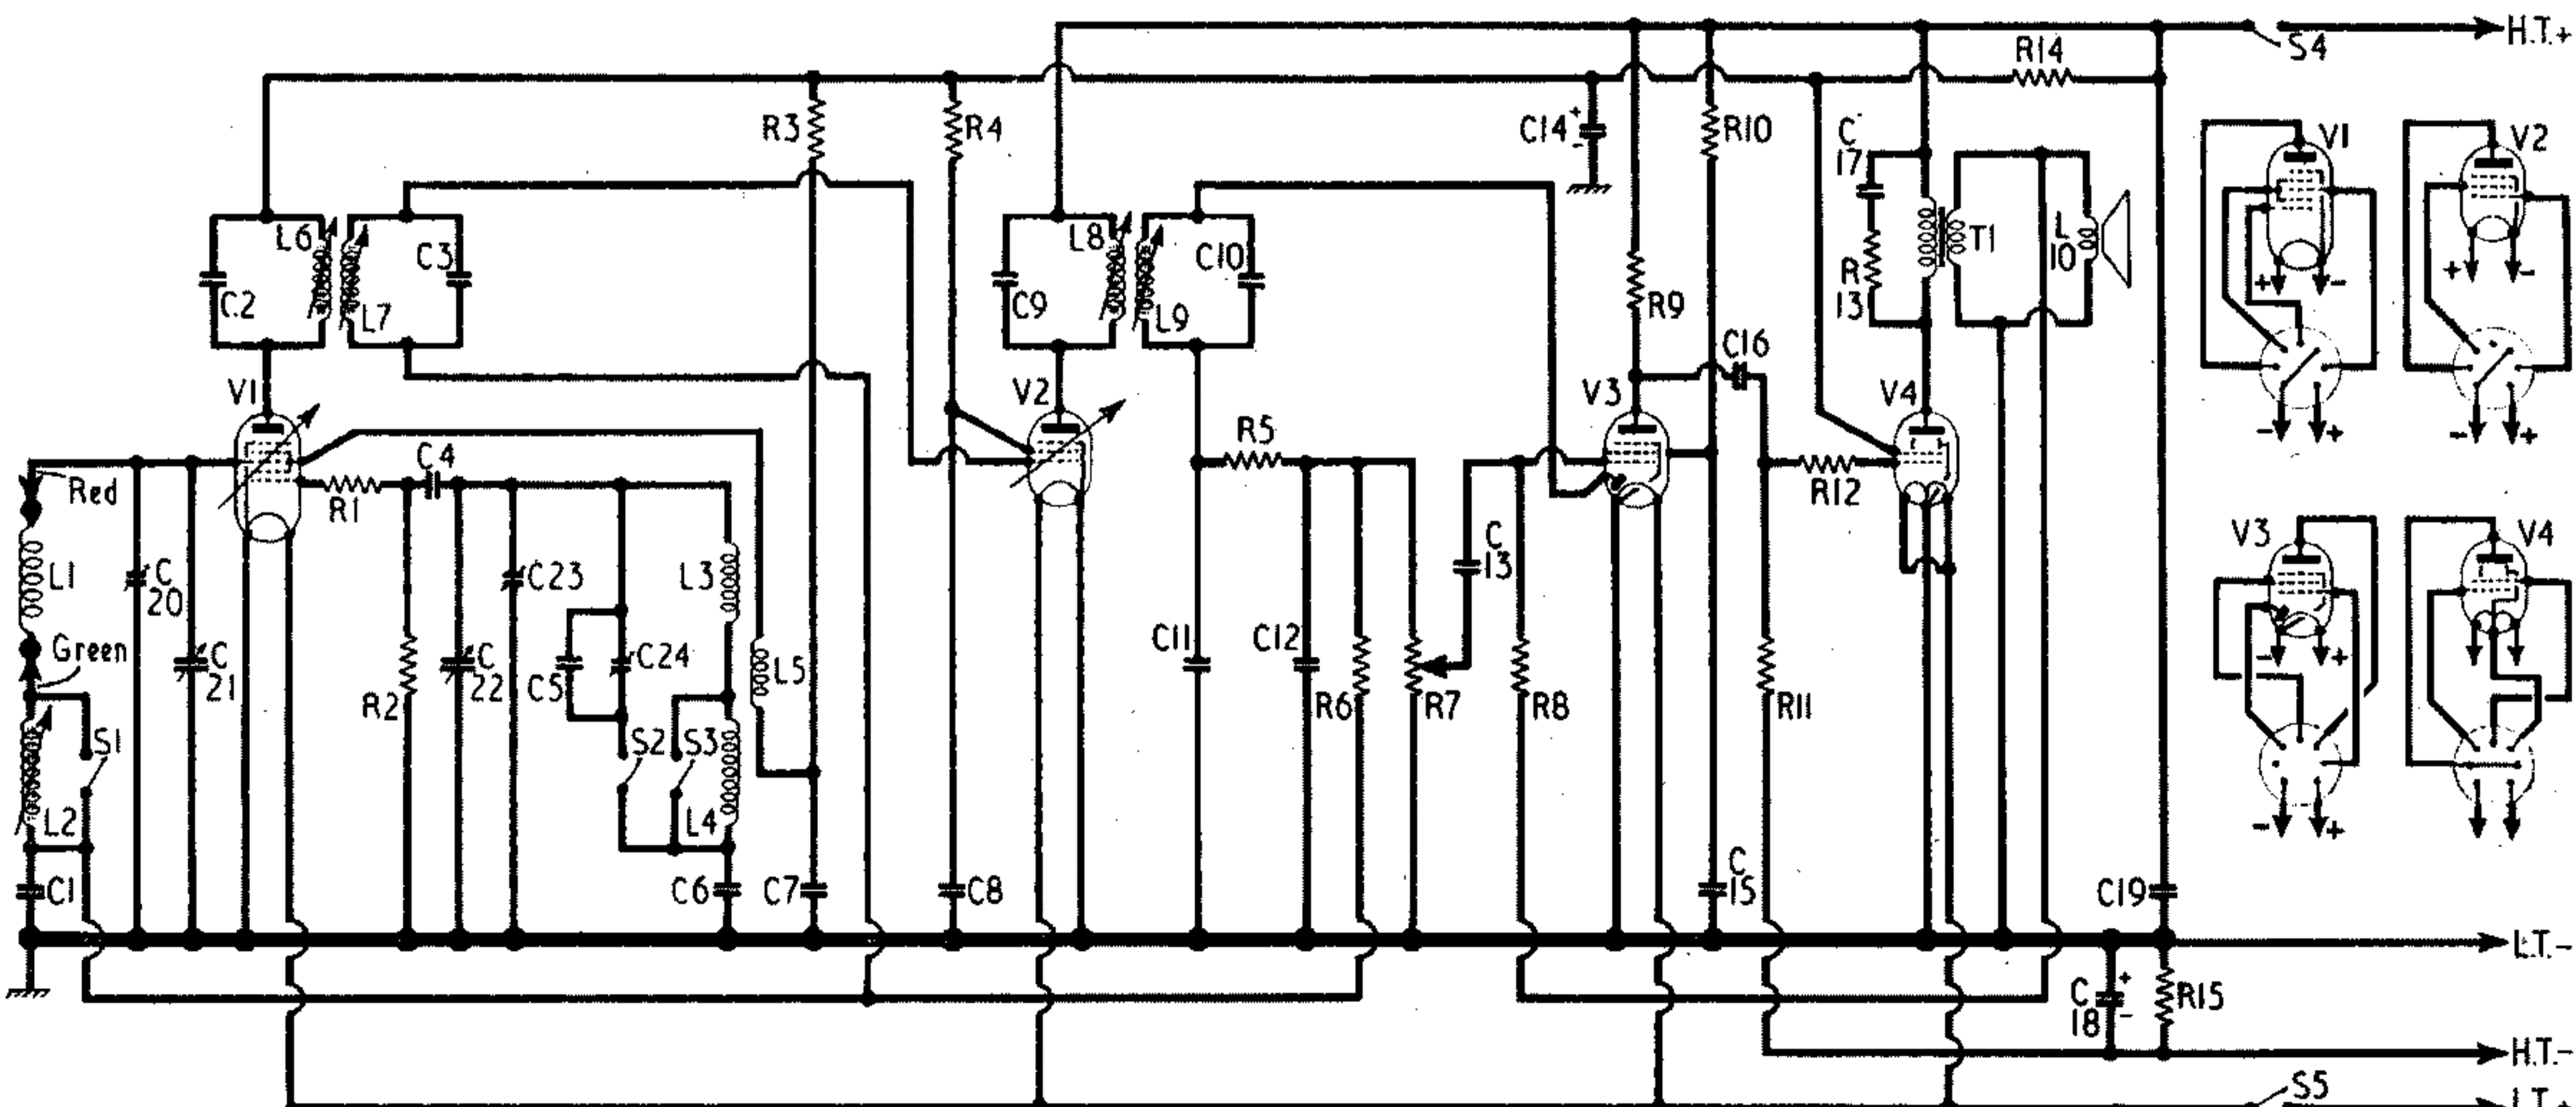 H.T.+
S4
R14
R3
R4
C14
+
-
R10
C
17
V1
V2
L6
C3
L8
C10
T1
L
10
C2
L7
C9
L9
R9
R
13
+
-
+
-
C16
V1
V2
V3
V4
R5
C4
Red
R1
R12
-
+
-
+
L1
C
20
C23
L3
C
13
V3
V4
Green
C
21
C
22
C5
C24
L5
C11
C12
-
+
R2
R6
R7
R8
R11
S1
S2
S3
L2
L4
-
+
C1
C6
C7
C8
C
15
C19
L.T.-
C
18
+
-
R15
H.T.-
S5
L.T.+